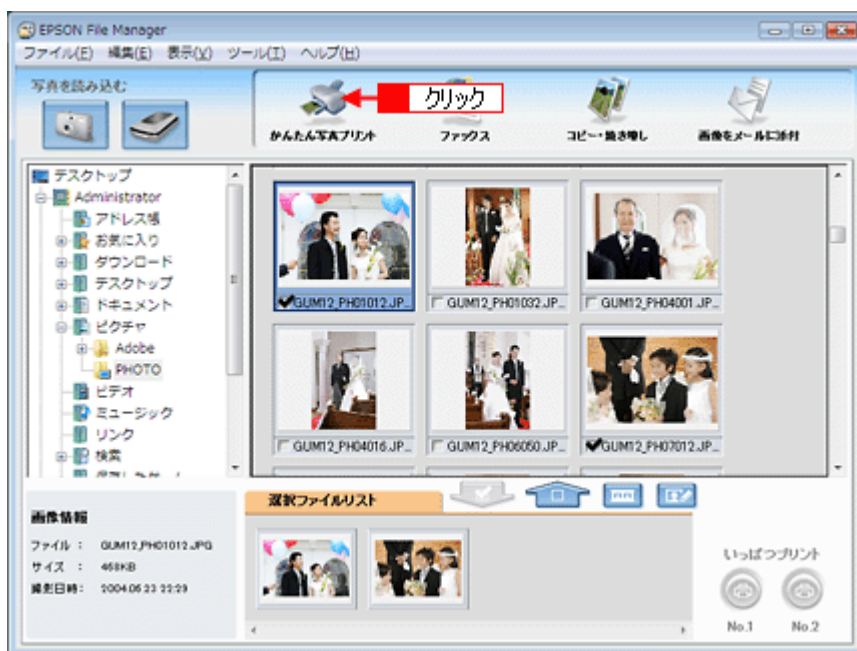 EPSON File Manager
ファイル(F) 編集(E) 表示(V) ツール(T) ヘルプ(H)
写真を読み込む
クリック
かんたん写真プリント
ファックス
コピー・焼き増し
画像をメールに添付
デスクトップ
Administrator
アドレス帳
お気に入り
ダウンロード
デスクトップ
ドキュメント
ピクチャ
Adobe
PHOTO
ビデオ
ミュージック
リンク
検索
GUM12_PH01012.JP...
GUM12_PH01032.JP...
GUM12_PH04001.JP...
GUM12_PH04016.JP...
GUM12_PH06050.JP...
GUM12_PH07012.JP...
選択ファイルリスト
画像情報
ファイル : GUM12_PH01012.JPG
サイズ : 468KB
撮影日時: 2004.06.23 22:29
いっぱつプリント
No.1 No.2